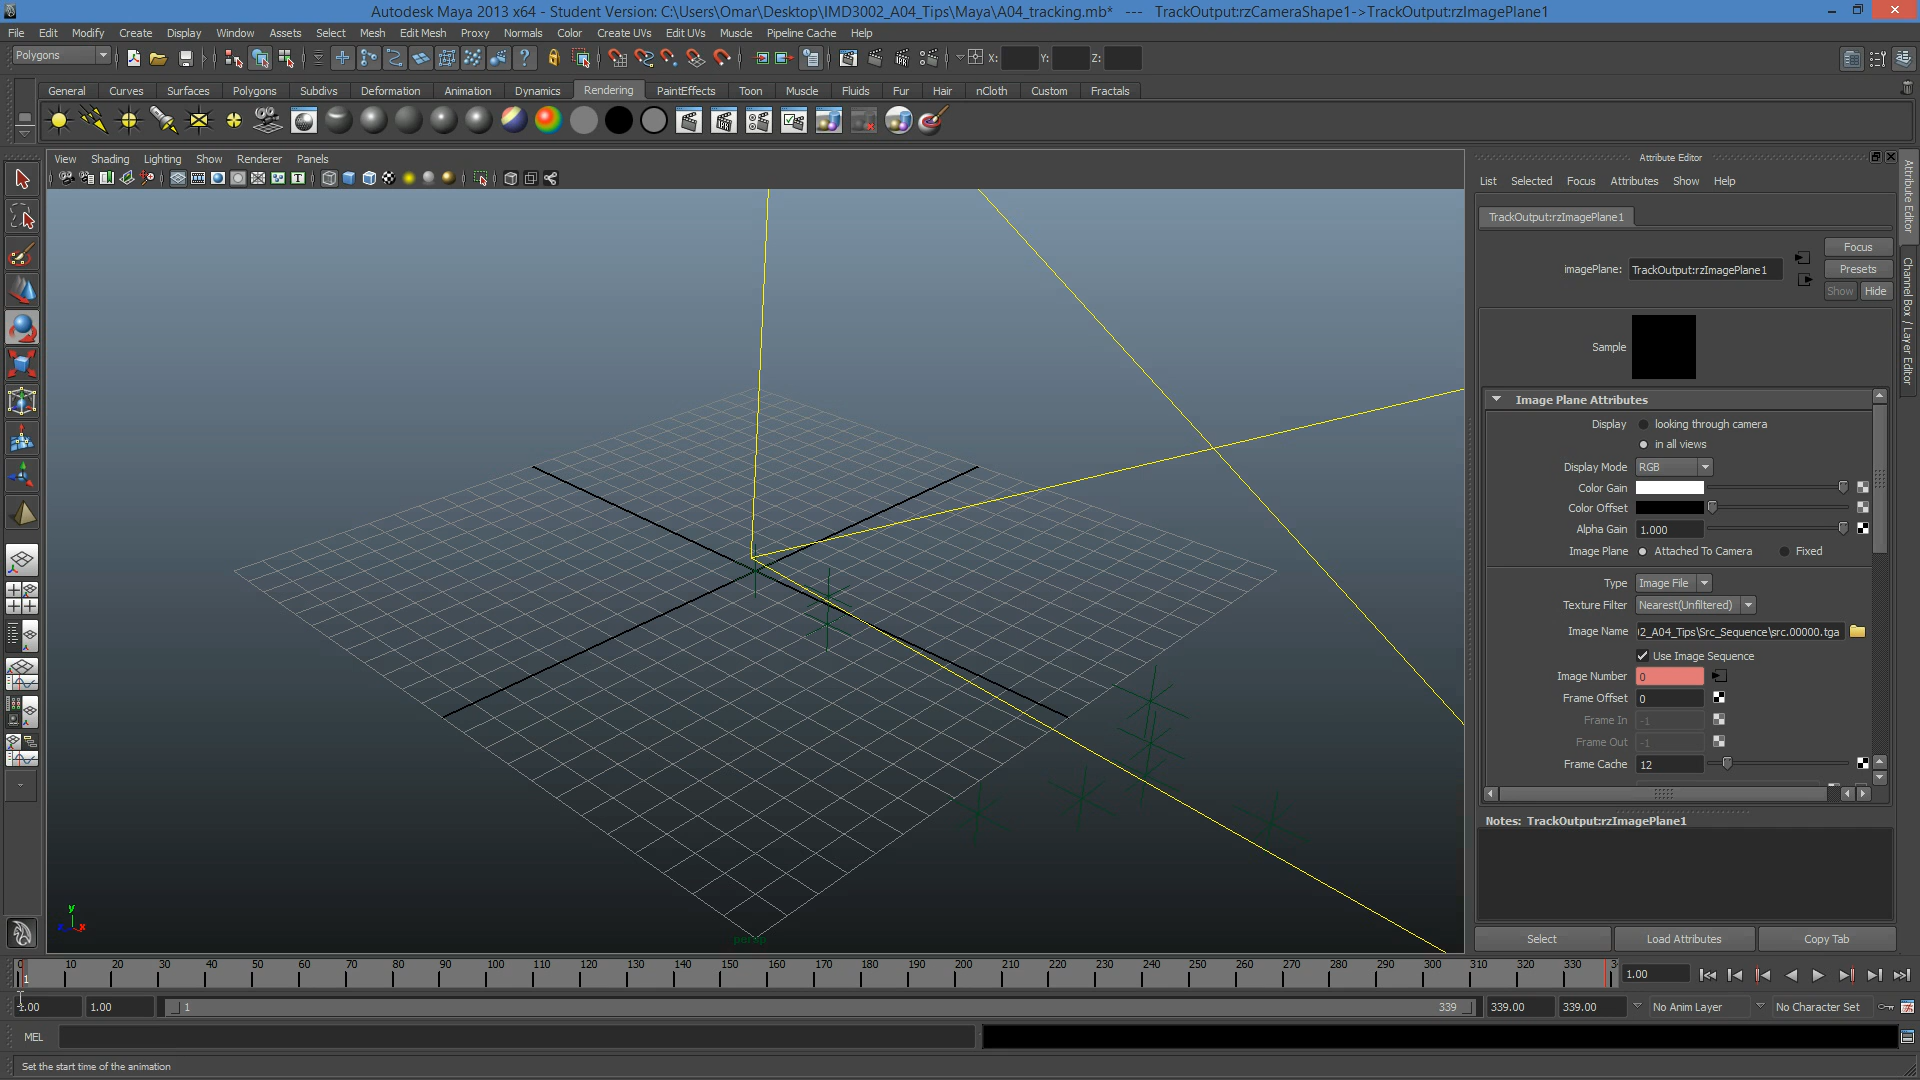 Autodesk Maya 2013 x64 - Student Version: C:\Users\Omar\Desktop\IMD3002_A04_Tips\Maya\A04_tracking.mb* --- TrackOutput:rzCameraShape1->TrackOutput:rzImagePlane1
File Edit Modify Create Display Window Assets Select Mesh Edit Mesh Proxy Normals Color Create UVs Edit UVs Muscle Pipeline Cache Help
Polygons X: Y: Z:
General Curves Surfaces Polygons Subdivs Deformation Animation Dynamics Rendering PaintEffects Toon Muscle Fluids Fur Hair nCloth Custom Fractals
View Shading Lighting Show Renderer Panels
Attribute Editor
List Selected Focus Attributes Show Help
TrackOutput:rzImagePlane1
Focus
imagePlane: TrackOutput:rzImagePlane1
Presets
Show Hide
Sample
Image Plane Attributes
Display looking through camera
in all views
Display Mode RGB
Color Gain
Color Offset
Alpha Gain 1.000
Image Plane Attached To Camera Fixed
Type Image File
Texture Filter Nearest(Unfiltered)
Image Name 2_A04_Tips\Src_Sequence\src.00000.tga
Use Image Sequence
Image Number 0
Frame Offset 0
Frame In -1
Frame Out -1
Frame Cache 12
Notes: TrackOutput:rzImagePlane1
Select Load Attributes Copy Tab
Attribute Editor
Channel Box / Layer Editor
y
x
persp
0 10 20 30 40 50 60 70 80 90 100 110 120 130 140 150 160 170 180 190 200 210 220 230 240 250 260 270 280 290 300 310 320 330
1
1.00
1.00 1.00 1 339 339.00 339.00 No Anim Layer No Character Set
MEL
Set the start time of the animation